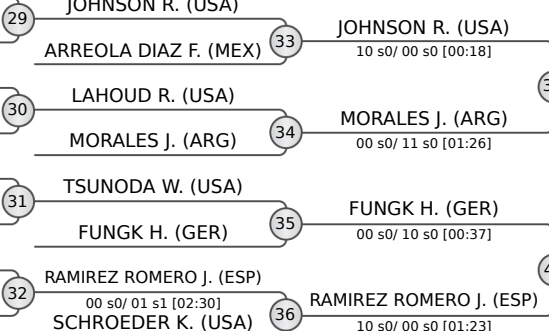 JOHNSON R. (USA)
29
JOHNSON R. (USA)
ARREOLA DIAZ F. (MEX)
33
10 s0/ 00 s0 [00:18]
LAHOUD R. (USA)
30
MORALES J. (ARG)
34
MORALES J. (ARG)
00 s0/ 11 s0 [01:26]
TSUNODA W. (USA)
31
FUNGK H. (GER)
FUNGK H. (GER)
35
00 s0/ 10 s0 [00:37]
RAMIREZ ROMERO J. (ESP)
32
00 s0/ 01 s1 [02:30]
RAMIREZ ROMERO J. (ESP)
36
SCHROEDER K. (USA)
10 s0/ 00 s0 [01:23]